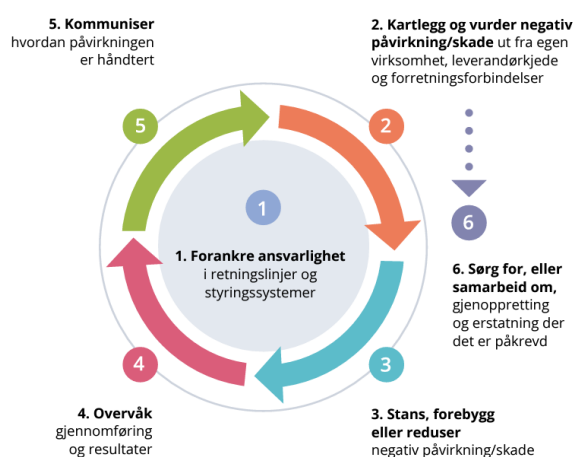 5. Kommuniser
hvordan påvirkningen
er håndtert
2. Kartlegg og vurder negativ
påvirkning/skade ut fra egen
virksomhet, leverandørkjede
og forretningsforbindelser
5
2
1
6
1. Forankre ansvarlighet
i retningslinjer og
styringssystemer
6. Sørg for, eller
samarbeid om,
gjenoppretting
og erstatning der
det er påkrevd
4
3
4. Overvåk
gjennomføring
og resultater
3. Stans, forebygg
eller reduser
negativ påvirkning/skade